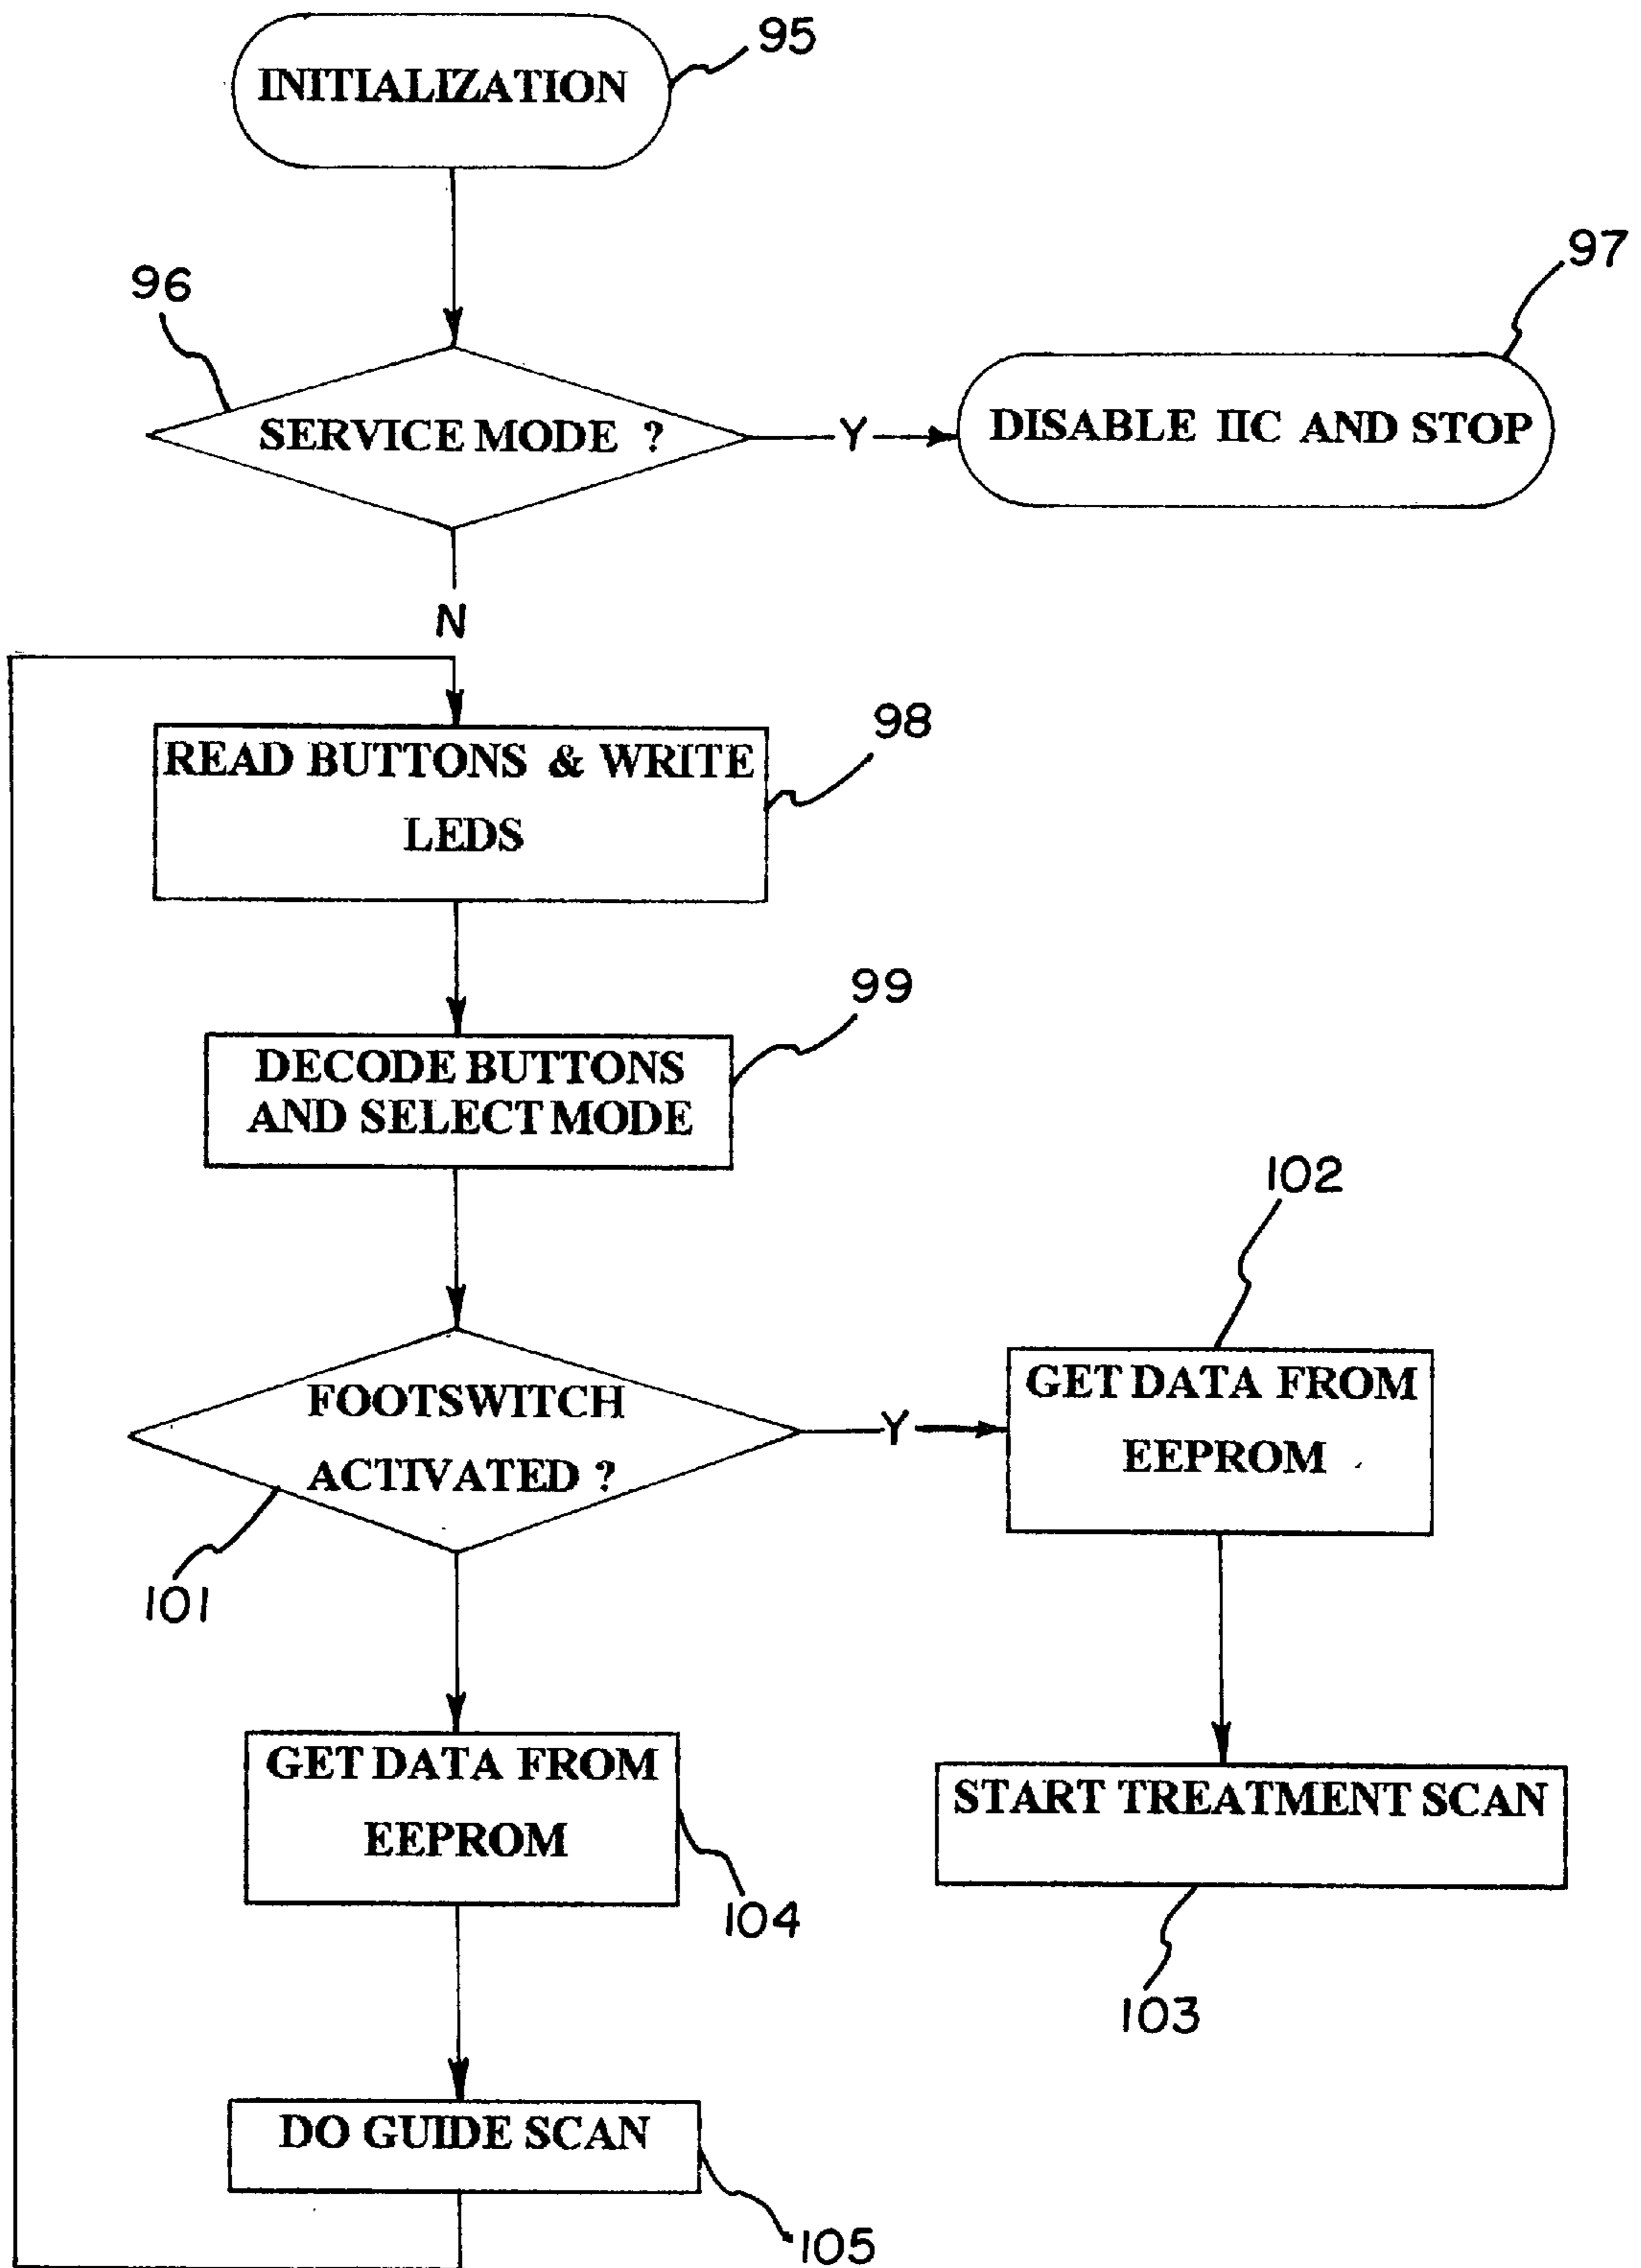 INITIALIZATION
95
96
SERVICE MODE ?
Y
DISABLE IIC AND STOP
97
N
READ BUTTONS & WRITE
LEDS
98
DECODE BUTTONS
AND SELECT MODE
99
FOOTSWITCH
ACTIVATED ?
101
Y
102
GET DATA FROM
EEPROM
START TREATMENT SCAN
103
GET DATA FROM
EEPROM
104
DO GUIDE SCAN
105